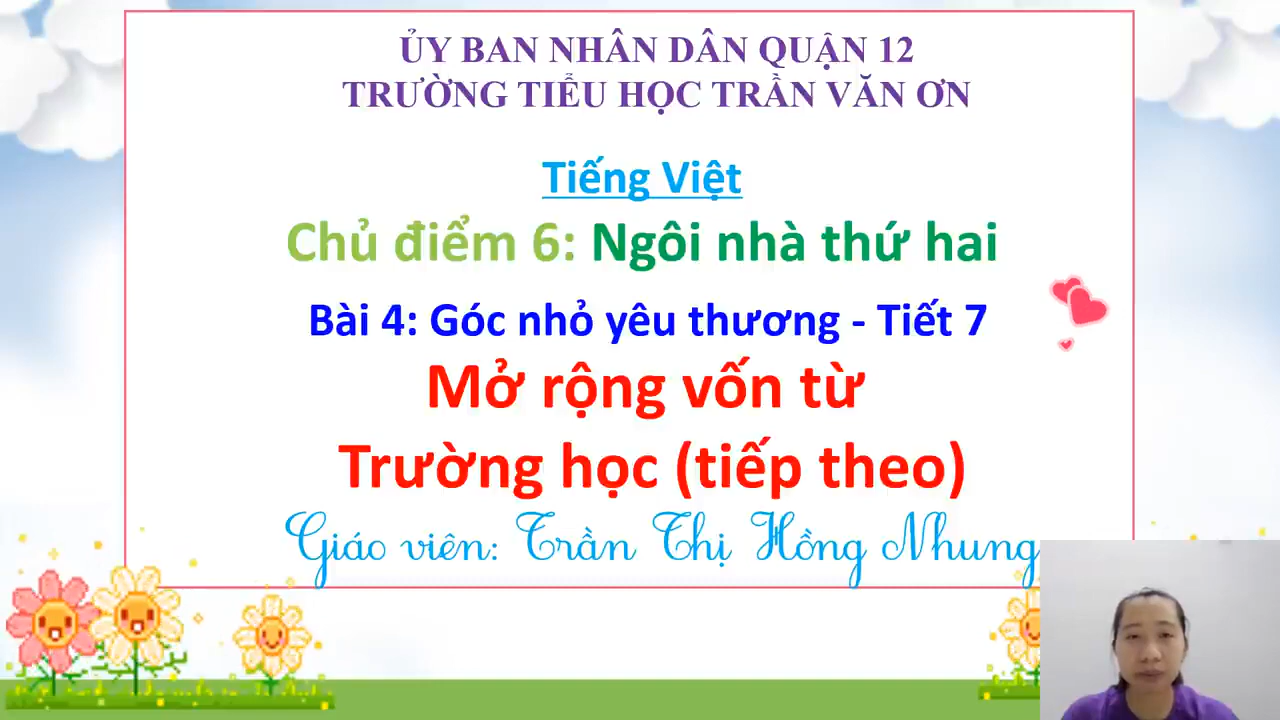 ỦY BAN NHÂN DÂN QUẬN 12
TRƯỜNG TIỂU HỌC TRẦN VĂN ƠN
Tiếng Việt
Chủ điểm 6: Ngôi nhà thứ hai
Bài 4: Góc nhỏ yêu thương - Tiết 7
Mở rộng vốn từ
Trường học (tiếp theo)
Giáo viên: Trần Thị Hồng Nhung